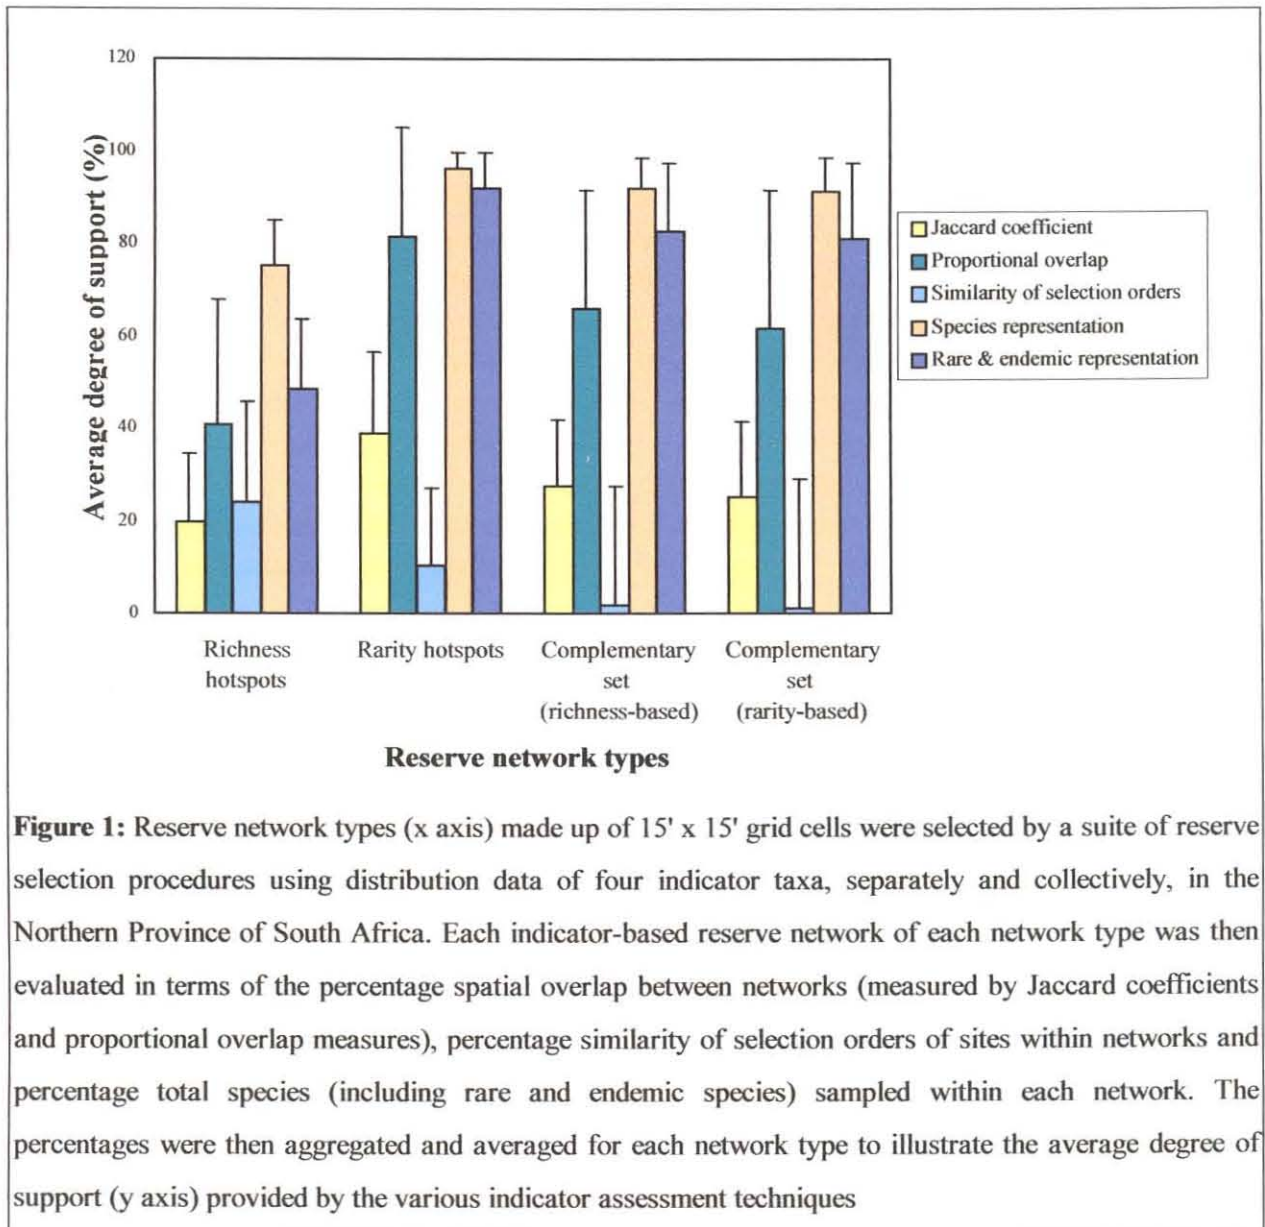 120
100
80
60
40
20
0
Average degree of support (%)
Jaccard coefficient
Proportional overlap
Similarity of selection orders
Species representation
Rare & endemic representation
Richness
hotspots
Rarity hotspots
Complementary
set
(richness-based)
Complementary
set
(rarity-based)
Reserve network types
Figure 1: Reserve network types (x axis) made up of 15' x 15' grid cells were selected by a suite of reserve
selection procedures using distribution data of four indicator taxa, separately and collectively, in the
Northern Province of South Africa. Each indicator-based reserve network of each network type was then
evaluated in terms of the percentage spatial overlap between networks (measured by Jaccard coefficients
and proportional overlap measures), percentage similarity of selection orders of sites within networks and
percentage total species (including rare and endemic species) sampled within each network. The
percentages were then aggregated and averaged for each network type to illustrate the average degree of
support (y axis) provided by the various indicator assessment techniques